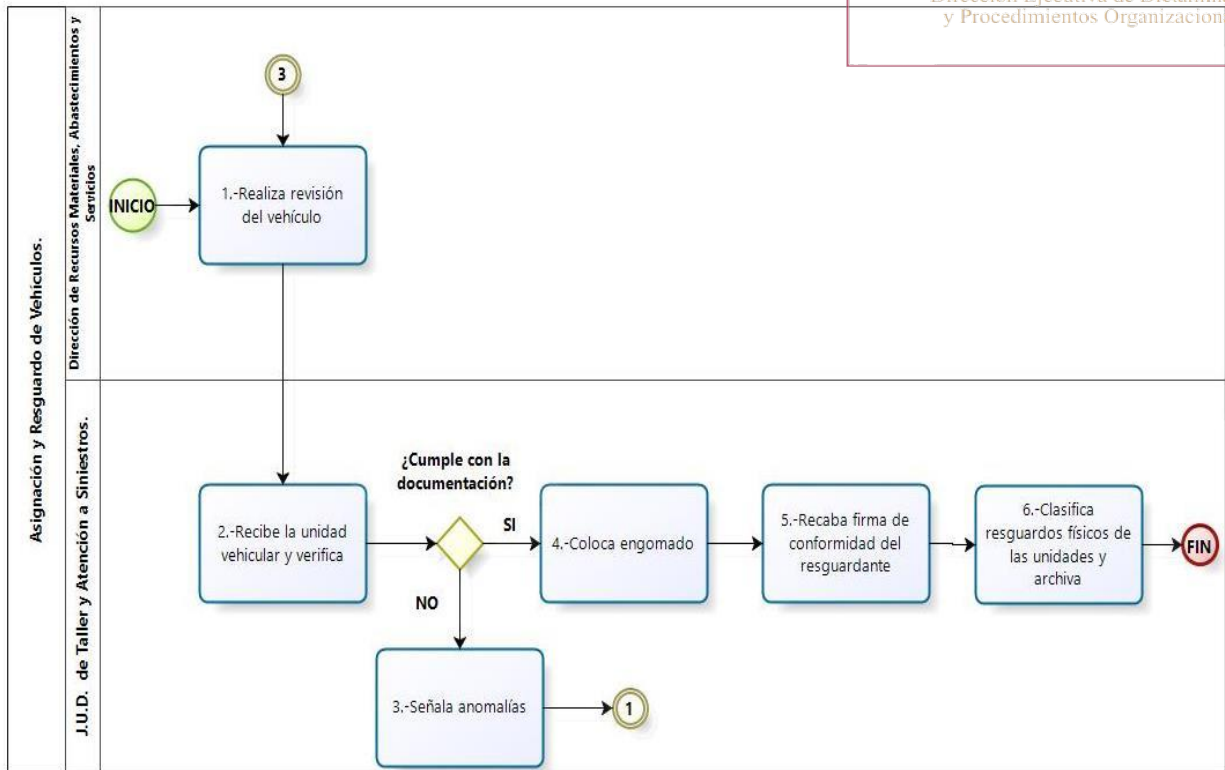 y Procedimientos Organizacion
Asignación y Resguardo de Vehículos.
Dirección de Recursos Materiales, Abastecimientos y
Servicios
3
INICIO
1.-Realiza revisión
del vehículo
J.U.D. de Taller y Atención a Siniestros.
2.-Recibe la unidad
vehicular y verifica
¿Cumple con la
documentación?
SI
NO
4.-Coloca engomado
5.-Recaba firma de
conformidad del
resguardante
6.-Clasifica
resguardos físicos de
las unidades y
archiva
FIN
3.-Señala anomalías
1